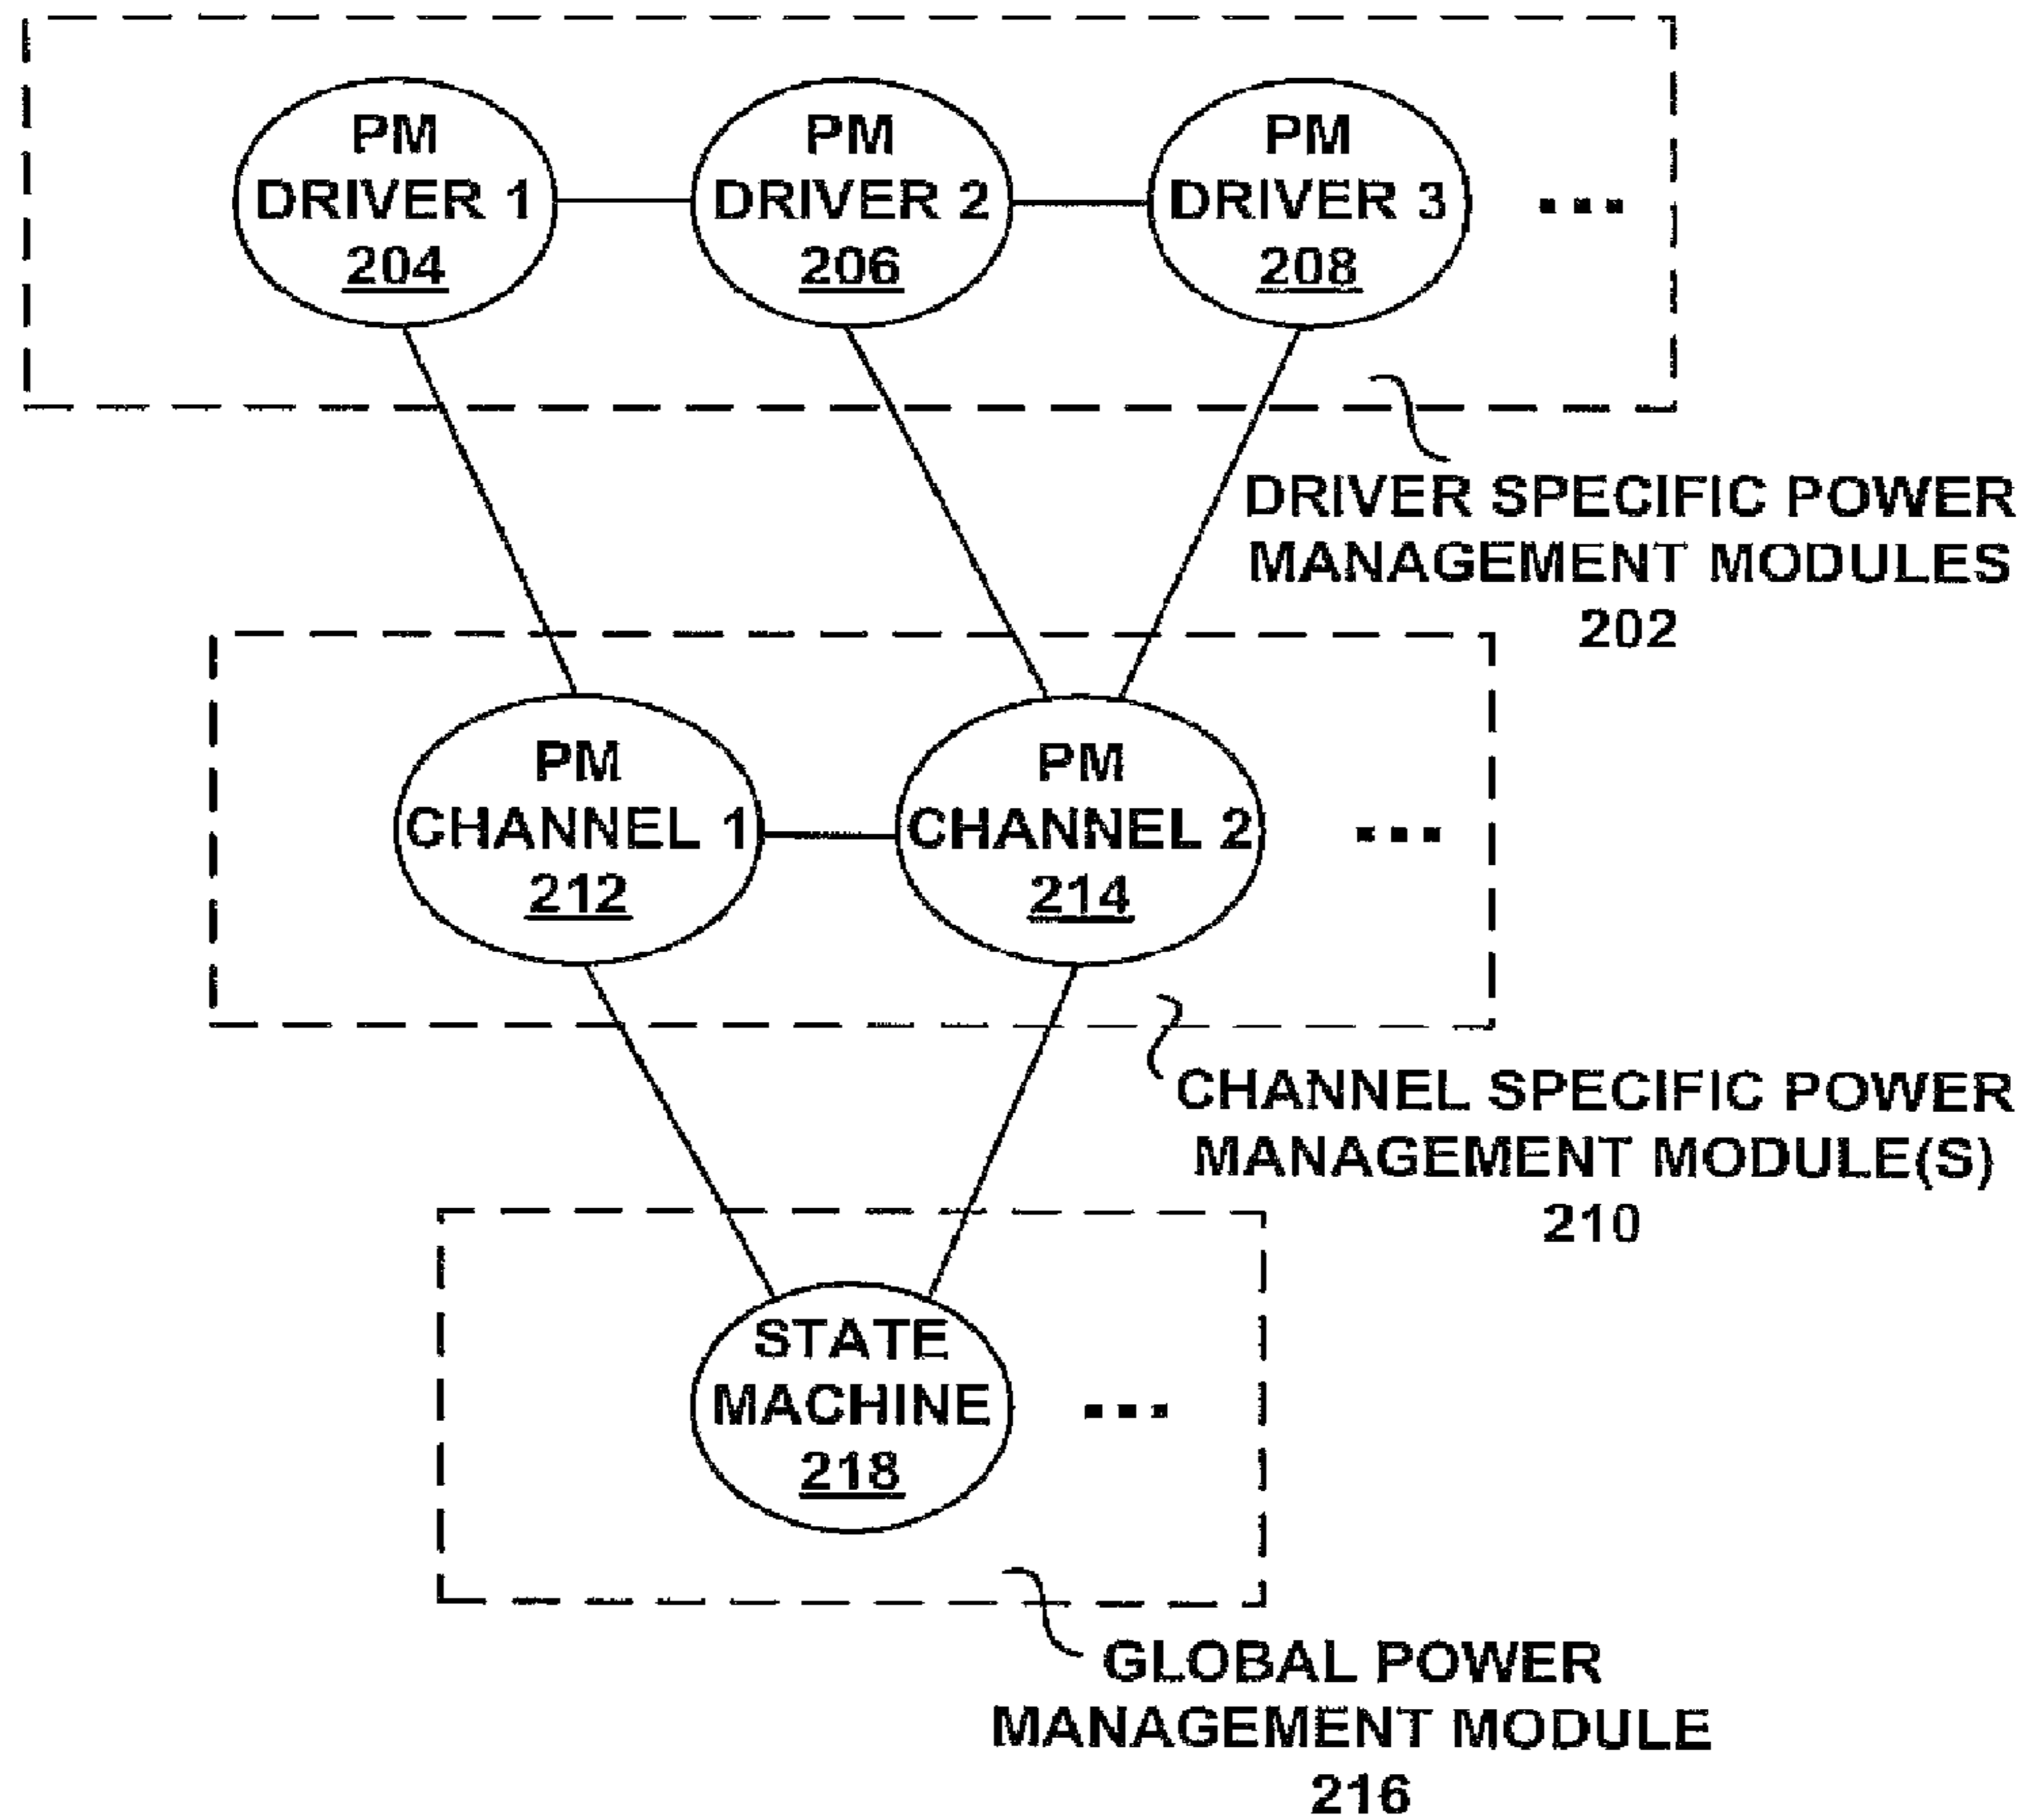 PM
DRIVER 1
204
PM
DRIVER 2
206
PM
DRIVER 3
208
...
DRIVER SPECIFIC POWER
MANAGEMENT MODULES
202
PM
CHANNEL 1
212
PM
CHANNEL 2
214
...
CHANNEL SPECIFIC POWER
MANAGEMENT MODULE(S)
210
STATE
MACHINE
218
...
GLOBAL POWER
MANAGEMENT MODULE
216